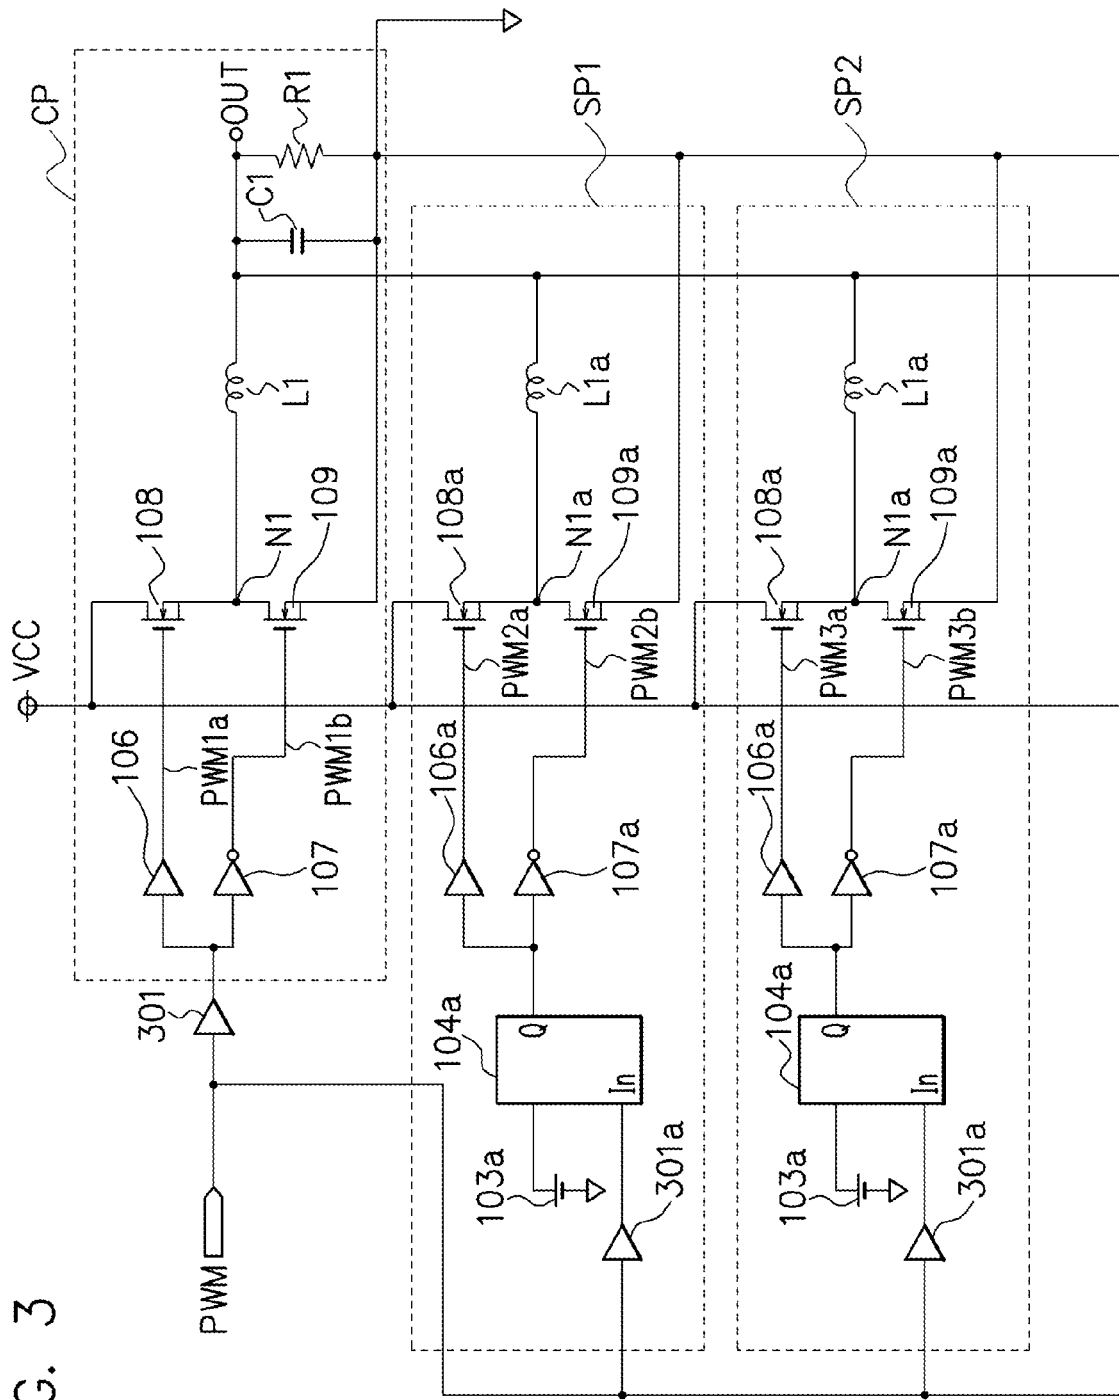 G. 3
VCC
CP
PWM
301
106
107
PWM1a
PWM1b
108
N1
109
L1
C1
R1
OUT
SP1
103a
301a
104a
Q
In
106a
107a
PWM2a
PWM2b
108a
N1a
109a
L1a
SP2
103a
301a
104a
Q
In
106a
107a
PWM3a
PWM3b
108a
N1a
109a
L1a